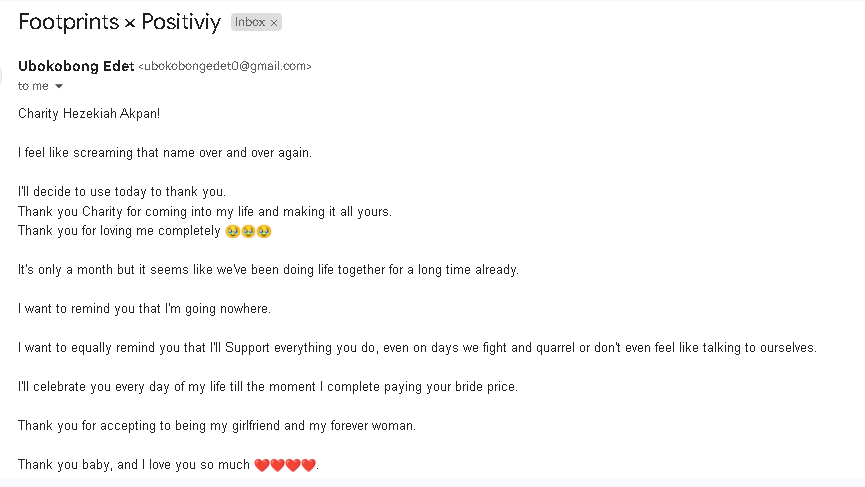 Footprints × Positiviy Inbox ×
Ubokobong Edet <ubokobongedet0@gmail.com>
to me
Charity Hezekiah Akpan!
I feel like screaming that name over and over again.
I'll decide to use today to thank you.
Thank you Charity for coming into my life and making it all yours.
Thank you for loving me completely 🥹🥹🥹
It's only a month but it seems like we've been doing life together for a long time already.
I want to remind you that I'm going nowhere.
I want to equally remind you that I'll Support everything you do, even on days we fight and quarrel or don't even feel like talking to ourselves.
I'll celebrate you every day of my life till the moment I complete paying your bride price.
Thank you for accepting to being my girlfriend and my forever woman.
Thank you baby, and I love you so much ❤️❤️❤️❤️.